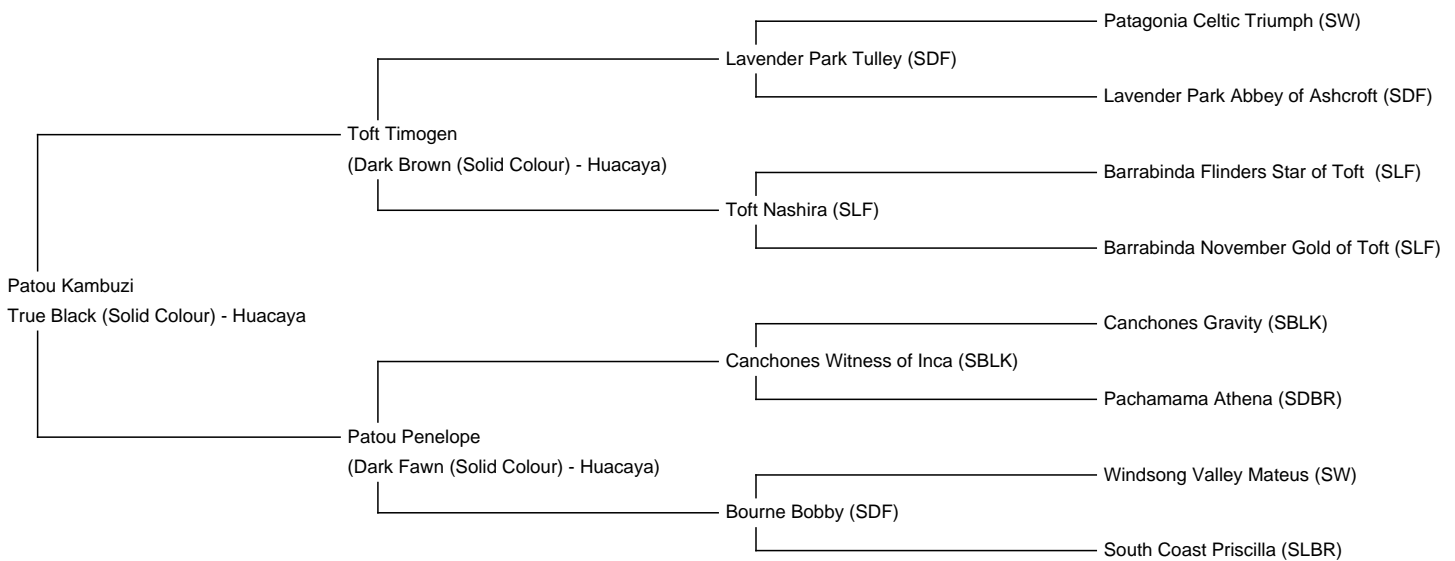 Patagonia Celtic Triumph (SW)
Lavender Park Tulley (SDF)
Lavender Park Abbey of Ashcroft (SDF)
Toft Timogen
(Dark Brown (Solid Colour) - Huacaya)
Barrabinda Flinders Star of Toft  (SLF)
Toft Nashira (SLF)
Barrabinda November Gold of Toft (SLF)
Patou Kambuzi
True Black (Solid Colour) - Huacaya
Canchones Gravity (SBLK)
Canchones Witness of Inca (SBLK)
Pachamama Athena (SDBR)
Patou Penelope
(Dark Fawn (Solid Colour) - Huacaya)
Windsong Valley Mateus (SW)
Bourne Bobby (SDF)
South Coast Priscilla (SLBR)